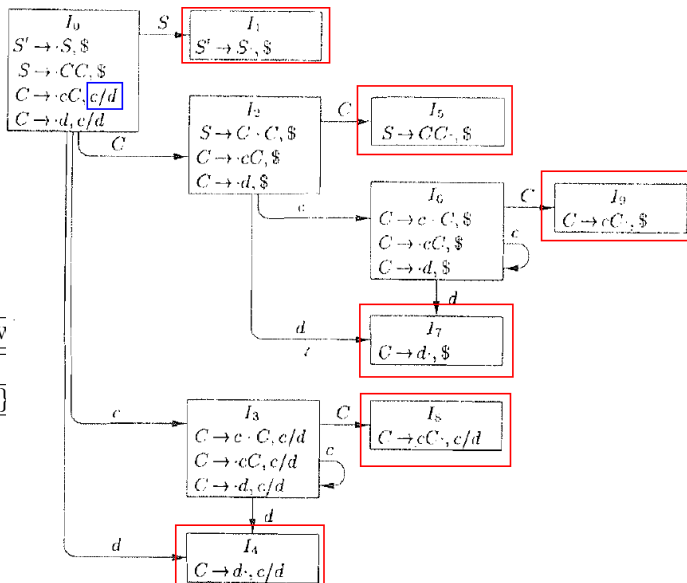 I₀
S' → ·S, $
S → ·CC, $
C → ·cC, c/d
C → ·d, c/d
S
I₁
S' → S·, $
C
I₂
S → C · C, $
C → ·cC, $
C → ·d, $
C
I₅
S → CC·, $
c
I₆
C → c · C, $
C → ·cC, $
C → ·d, $
C
I₉
C → cC·, $
c
d
d
I₇
C → d·, $
c
I₃
C → c · C, c/d
C → ·cC, c/d
C → ·d, c/d
C
I₈
C → cC·, c/d
c
d
d
I₄
C → d·, c/d
}